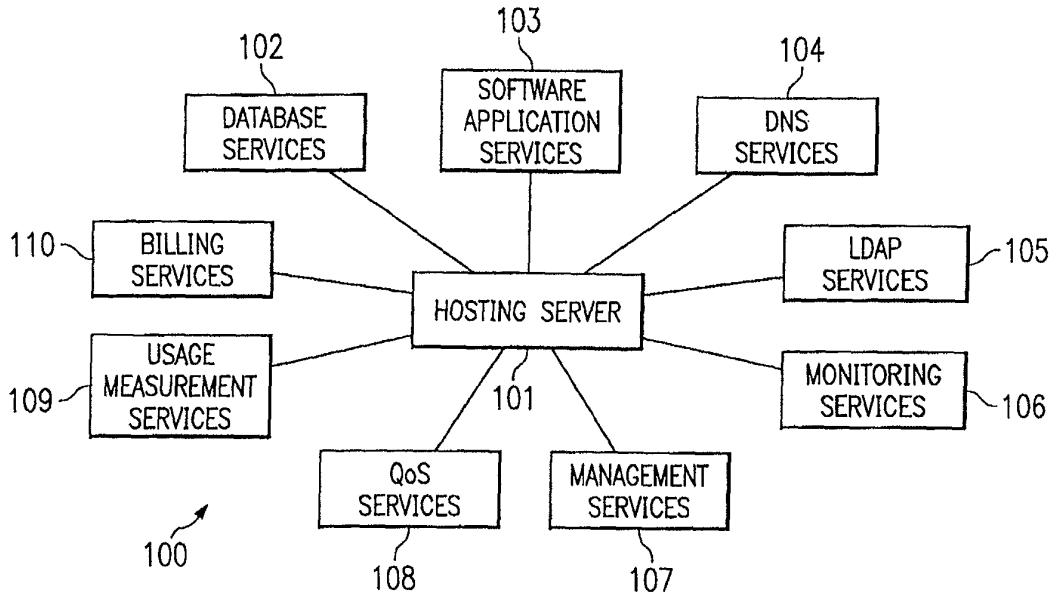 103
102
104
DATABASE
SERVICES
SOFTWARE
APPLICATION
SERVICES
DNS
SERVICES
110
BILLING
SERVICES
LDAP
SERVICES
105
HOSTING SERVER
101
109
USAGE
MEASUREMENT
SERVICES
MONITORING
SERVICES
106
QoS
SERVICES
108
MANAGEMENT
SERVICES
107
100